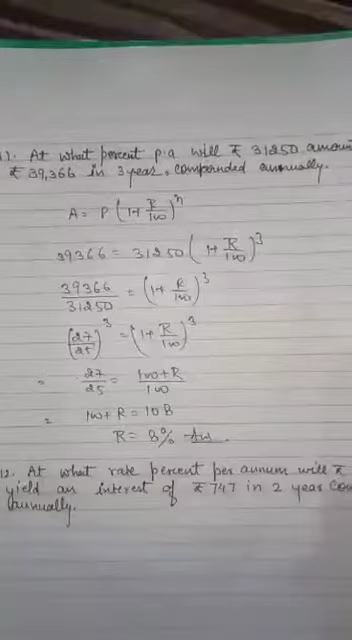 11. At what percent p.a will ₹ 31250 amoun
₹ 39,366 in 3 year, compounded annually.
A = P (1+ R/100)^n
39366 = 31250 (1+ R/100)^3
39366/31250 = (1+ R/100)^3
(27/25)^3 = (1+ R/100)^3
= 27/25 = 100+R/100
= 100+R = 108
R = 8% Ans.
12. At what rate percent per annum will ₹
yield an interest of ₹ 747 in 2 year com
annually.